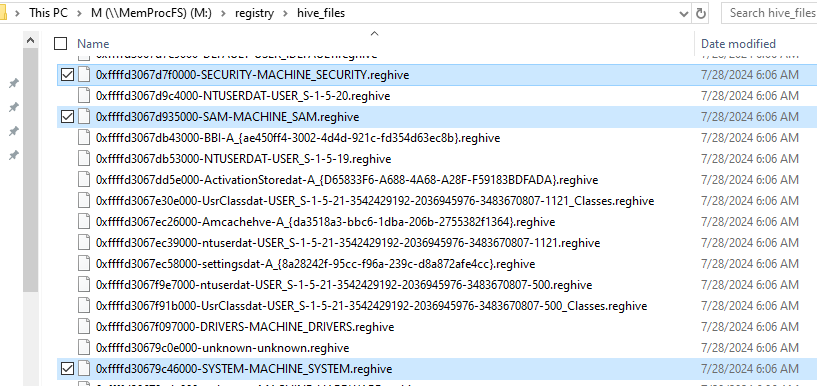 This PC > M (\\MemProcFS) (M:) > registry > hive_files
Search hive_files
Name Date modified
0xffffd3067d7f0000-SECURITY-MACHINE_SECURITY.reghive 7/28/2024 6:06 AM
0xffffd3067d9c4000-NTUSERDAT-USER_S-1-5-20.reghive 7/28/2024 6:06 AM
0xffffd3067d935000-SAM-MACHINE_SAM.reghive 7/28/2024 6:06 AM
0xffffd3067db43000-BBI-A_{ae450ff4-3002-4d4d-921c-fd354d63ec8b}.reghive 7/28/2024 6:06 AM
0xffffd3067db53000-NTUSERDAT-USER_S-1-5-19.reghive 7/28/2024 6:06 AM
0xffffd3067dd5e000-ActivationStoredat-A_{D65833F6-A688-4A68-A28F-F59183BDFADA}.reghive 7/28/2024 6:06 AM
0xffffd3067e30e000-UsrClassdat-USER_S-1-5-21-3542429192-2036945976-3483670807-1121_Classes.reghive 7/28/2024 6:06 AM
0xffffd3067ec26000-Amcachehve-A_{da3518a3-bbc6-1dba-206b-2755382f1364}.reghive 7/28/2024 6:06 AM
0xffffd3067ec39000-ntuserdat-USER_S-1-5-21-3542429192-2036945976-3483670807-1121.reghive 7/28/2024 6:06 AM
0xffffd3067ec58000-settingsdat-A_{8a28242f-95cc-f96a-239c-d8a872afe4cc}.reghive 7/28/2024 6:06 AM
0xffffd3067f9e7000-ntuserdat-USER_S-1-5-21-3542429192-2036945976-3483670807-500.reghive 7/28/2024 6:06 AM
0xffffd3067f91b000-UsrClassdat-USER_S-1-5-21-3542429192-2036945976-3483670807-500_Classes.reghive 7/28/2024 6:06 AM
0xffffd3067f097000-DRIVERS-MACHINE_DRIVERS.reghive 7/28/2024 6:06 AM
0xffffd30679c0e000-unknown-unknown.reghive 7/28/2024 6:06 AM
0xffffd30679c46000-SYSTEM-MACHINE_SYSTEM.reghive 7/28/2024 6:06 AM